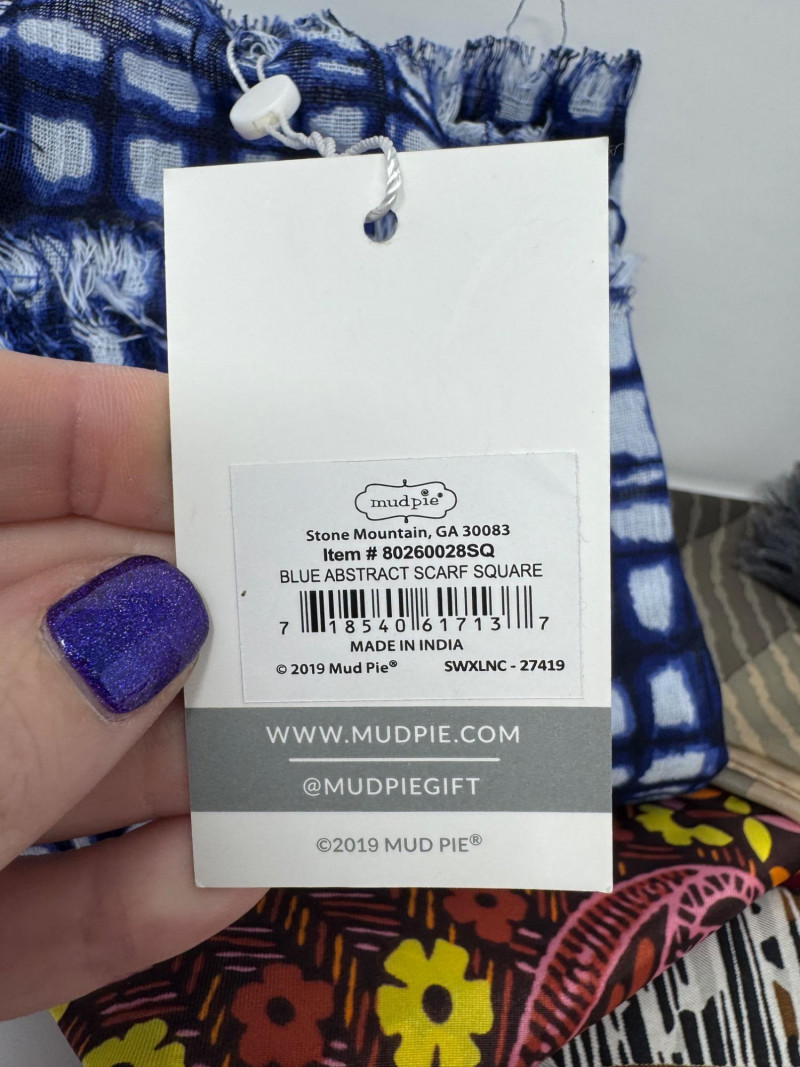 mudpie®
Stone Mountain, GA 30083
Item # 80260028SQ
BLUE ABSTRACT SCARF SQUARE
7 18540 61713 7
MADE IN INDIA
© 2019 Mud Pie® SWXLNC - 27419
WWW.MUDPIE.COM
@MUDPIEGIFT
©2019 MUD PIE®